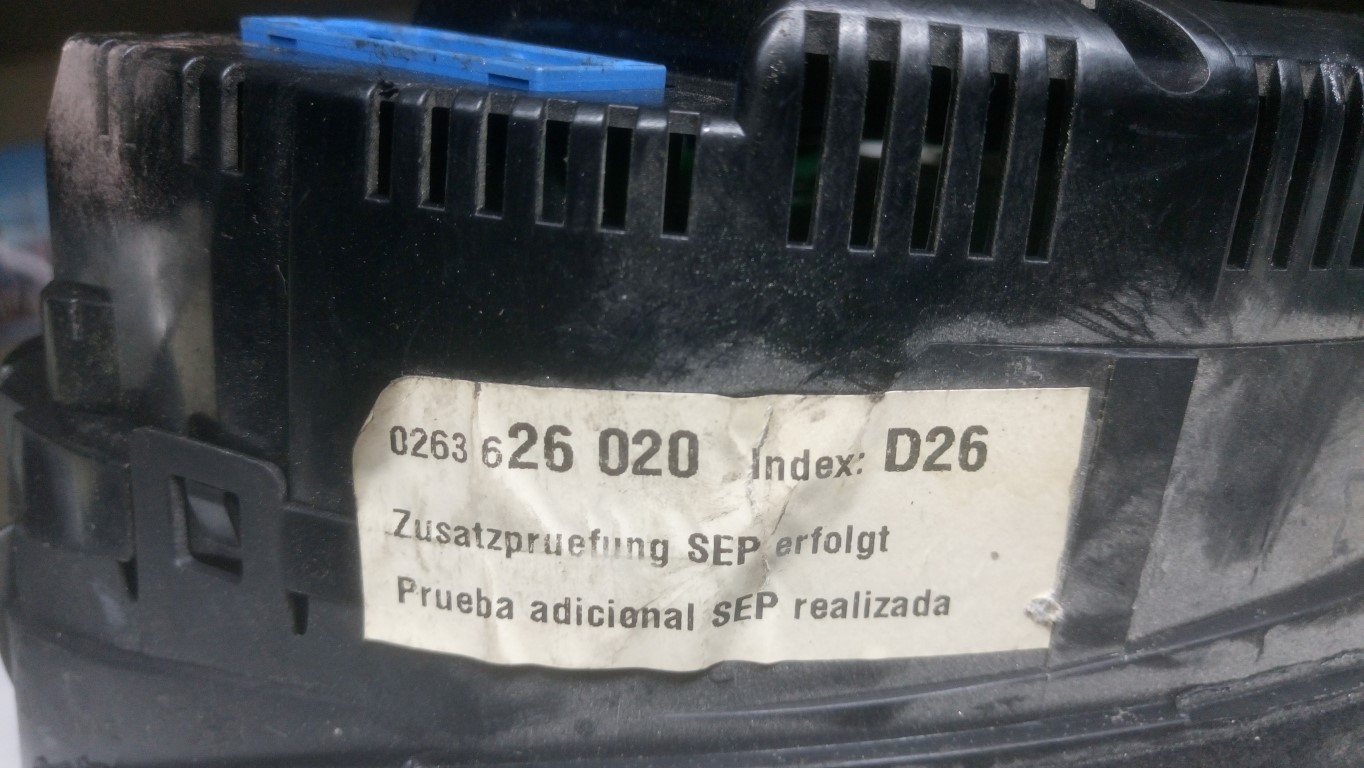 0263 626 020 Index: D26
Zusatzpruefung SEP erfolgt
Prueba adicional SEP realizada